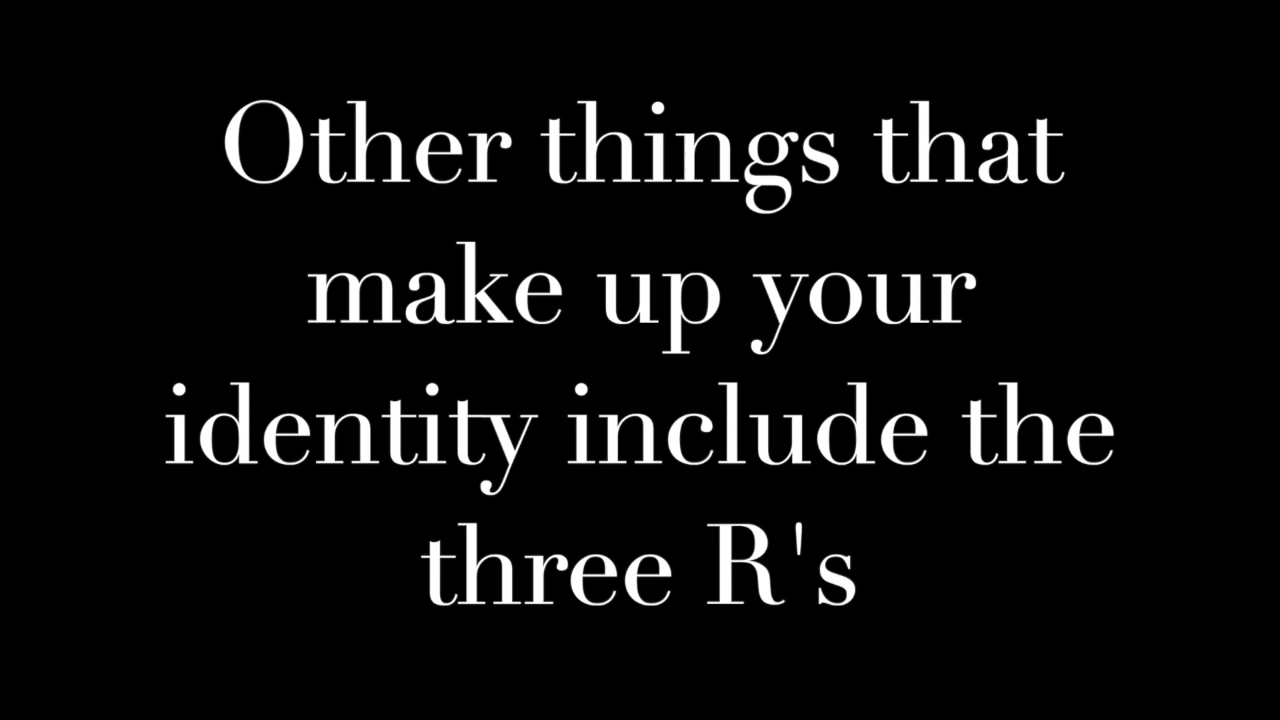 Other things that
make up your
identity include the
three R's